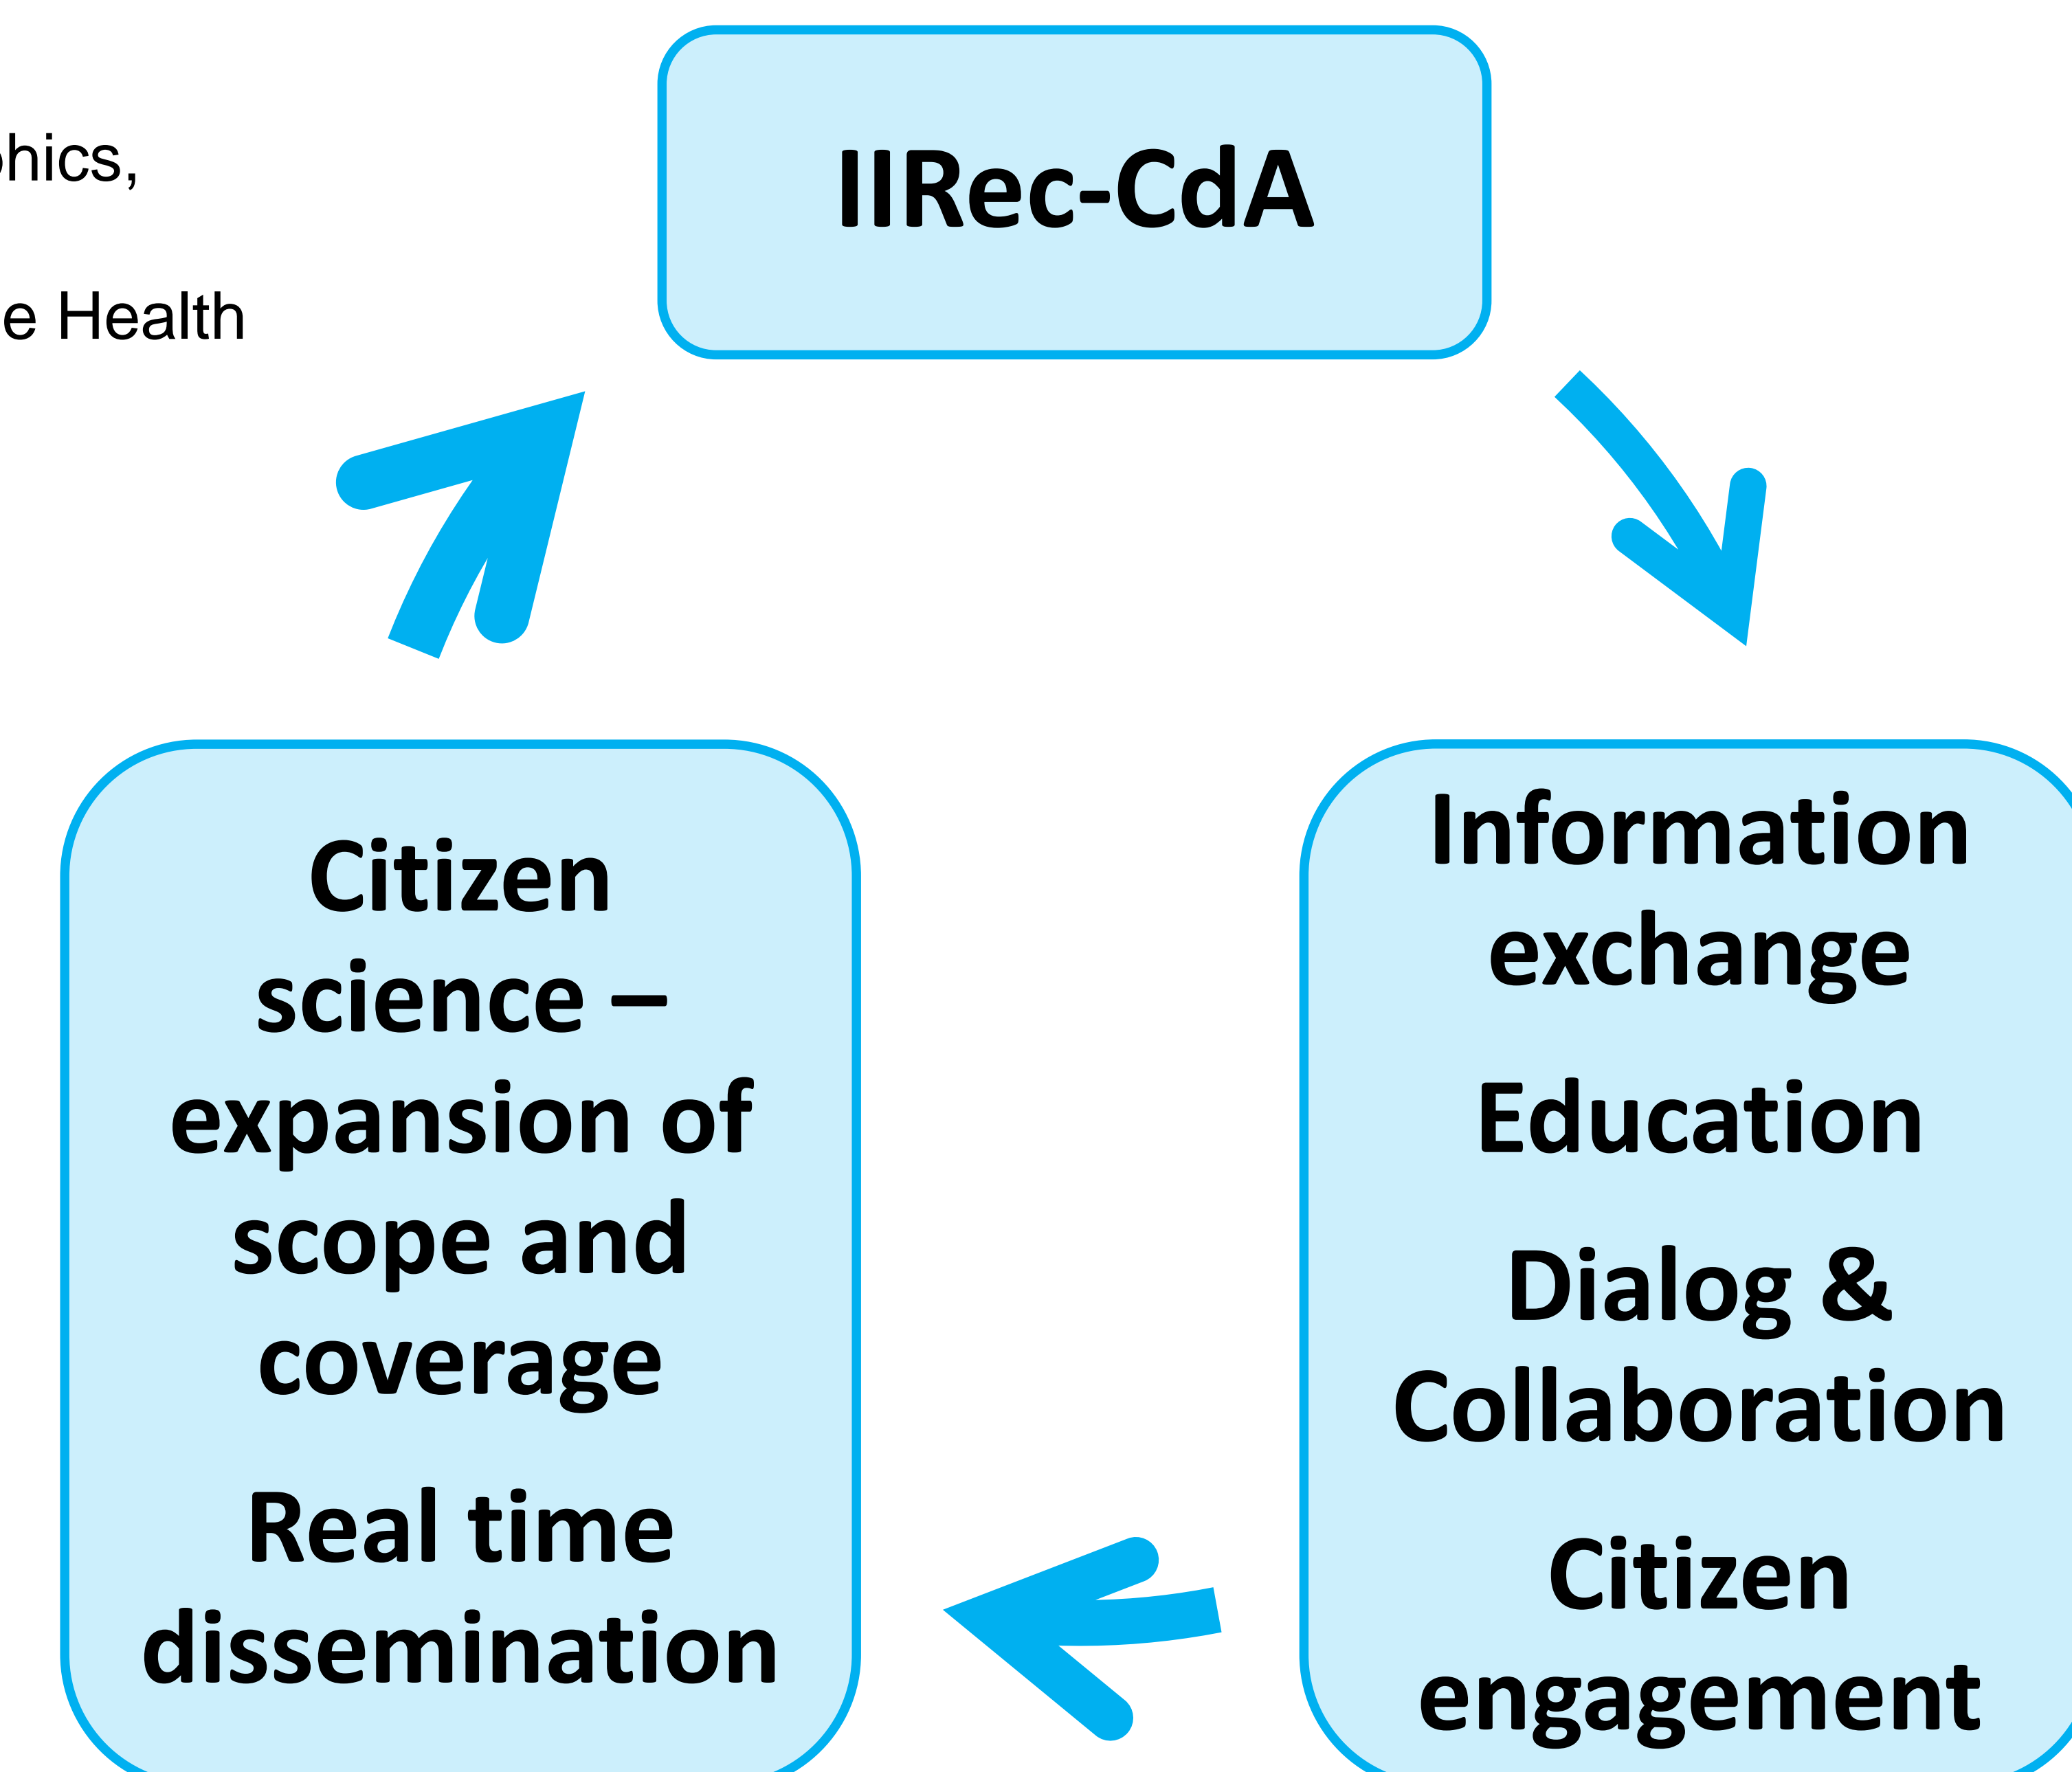 hics,
e Health
IIRec-CdA
Citizen
science –
expansion of
scope and
coverage
Real time
dissemination
Information
exchange
Education
Dialog &
Collaboration
Citizen
engagement